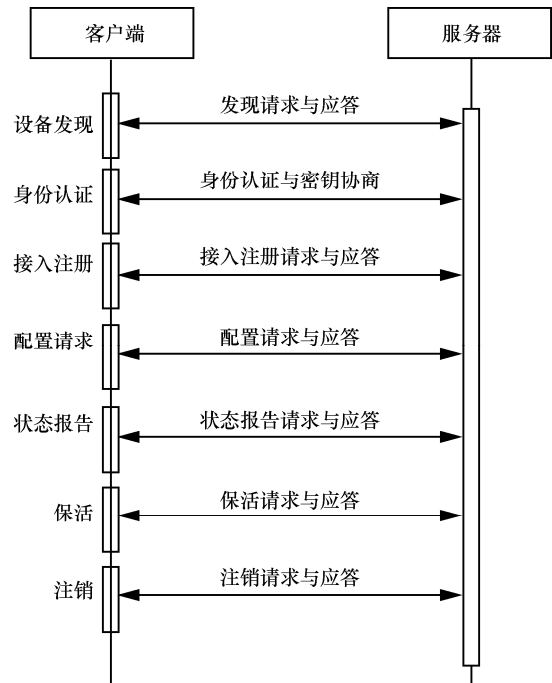 客户端
服务器
发现请求与应答
设备发现
身份认证与密钥协商
身份认证
接入注册请求与应答
接入注册
配置请求与应答
配置请求
状态报告请求与应答
状态报告
保活请求与应答
保活
注销请求与应答
注销